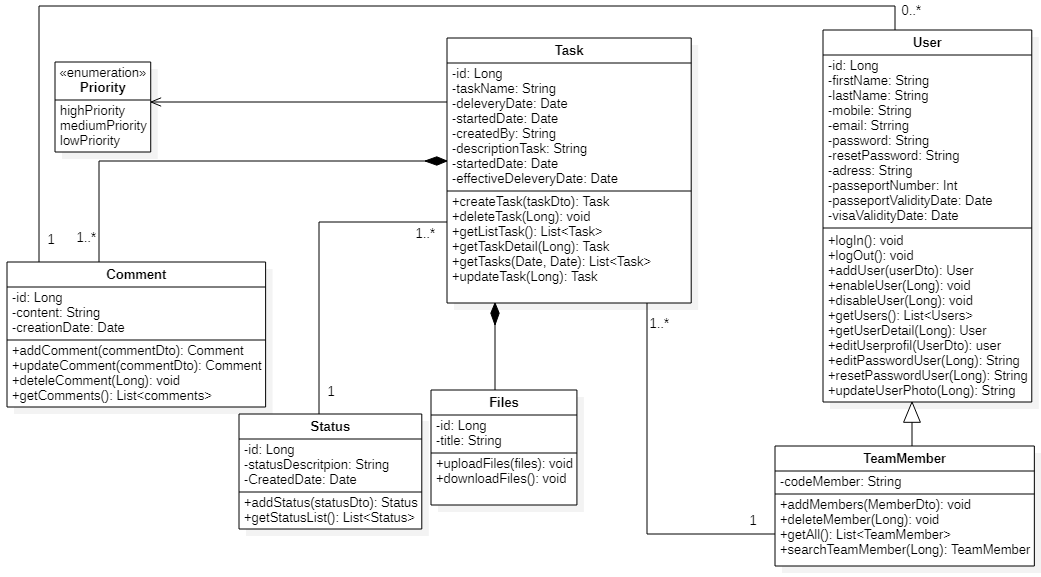 0..*
User
-id: Long
-firstName: String
-lastName: String
-mobile: String
-email: Strring
-password: String
-resetPassword: String
-adress: String
-passeportNumber: Int
-passeportValidityDate: Date
-visaValidityDate: Date
+logIn(): void
+logOut(): void
+addUser(userDto): User
+enableUser(Long): void
+disableUser(Long): void
+getUsers(): List<Users>
+getUserDetail(Long): User
+editUserprofil(UserDto): user
+editPasswordUser(Long): String
+resetPasswordUser(Long): String
+updateUserPhoto(Long): String
Task
-id: Long
-taskName: String
-deleveryDate: Date
-startedDate: Date
-createdBy: String
-descriptionTask: String
-startedDate: Date
-effectiveDeleveryDate: Date
+createTask(taskDto): Task
+deleteTask(Long): void
+getListTask(): List<Task>
+getTaskDetail(Long): Task
+getTasks(Date, Date): List<Task>
+updateTask(Long): Task
«enumeration»
Priority
highPriority
mediumPriority
lowPriority
1
1..*
1..*
1..*
Comment
-id: Long
-content: String
-creationDate: Date
+addComment(commentDto): Comment
+updateComment(commentDto): Comment
+deteleComment(Long): void
+getComments(): List<comments>
1
Status
-id: Long
-statusDescritpion: String
-CreatedDate: Date
+addStatus(statusDto): Status
+getStatusList(): List<Status>
Files
-id: Long
-title: String
+uploadFiles(files): void
+downloadFiles(): void
1
TeamMember
-codeMember: String
+addMembers(MemberDto): void
+deleteMember(Long): void
+getAll(): List<TeamMember>
+searchTeamMember(Long): TeamMember